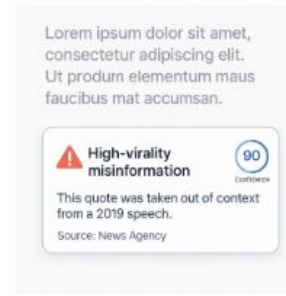 Lorem ipsum dolor sit amet,
consectetur adipiscing elit.
Ut produm elementum maus
faucibus mat accumsan.
High-virality
misinformation
90
Confidence
This quote was taken out of context
from a 2019 speech.
Source: News Agency